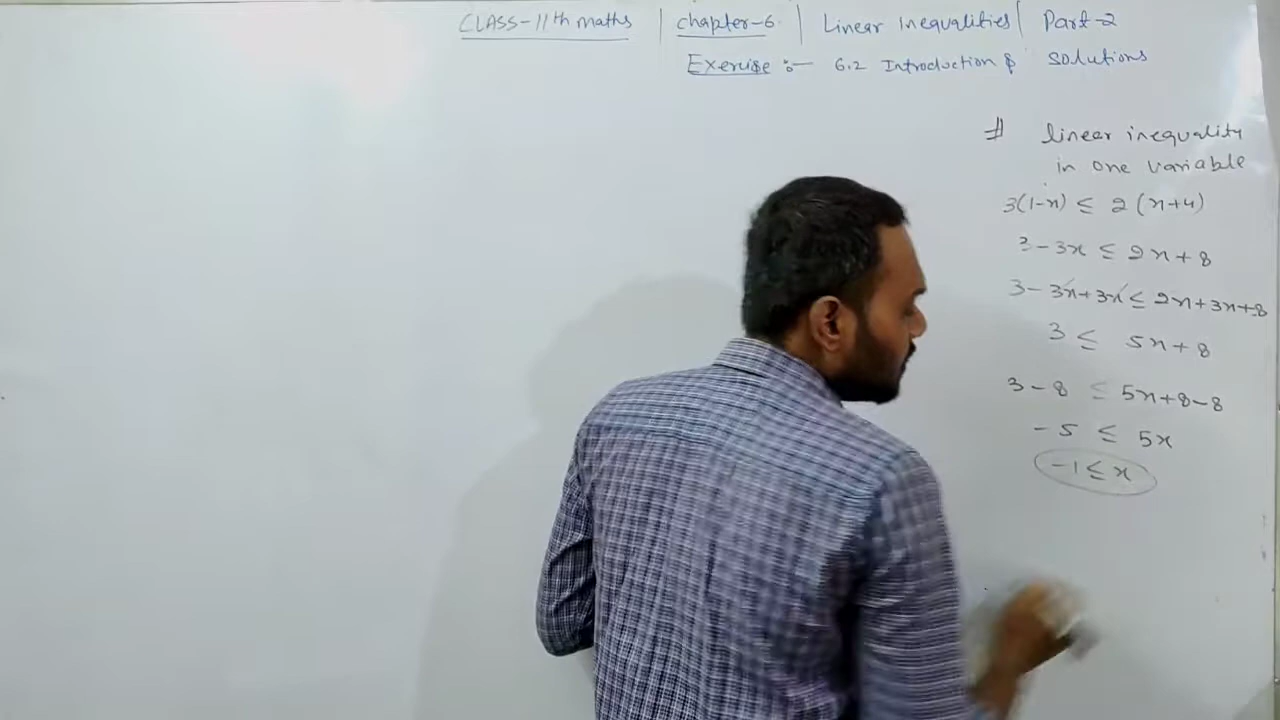 CLASS-11th maths | chapter-6 | Linear Inequalities | Part-2
Exercise :- 6.2 Introduction & solutions
# linear inequality
in one variable
3(1-x) ≤ 2(x+4)
3-3x ≤ 2x+8
3-3x+3x ≤ 2x+3x+8
3 ≤ 5x+8
3-8 ≤ 5x+8-8
-5 ≤ 5x
-1 ≤ x